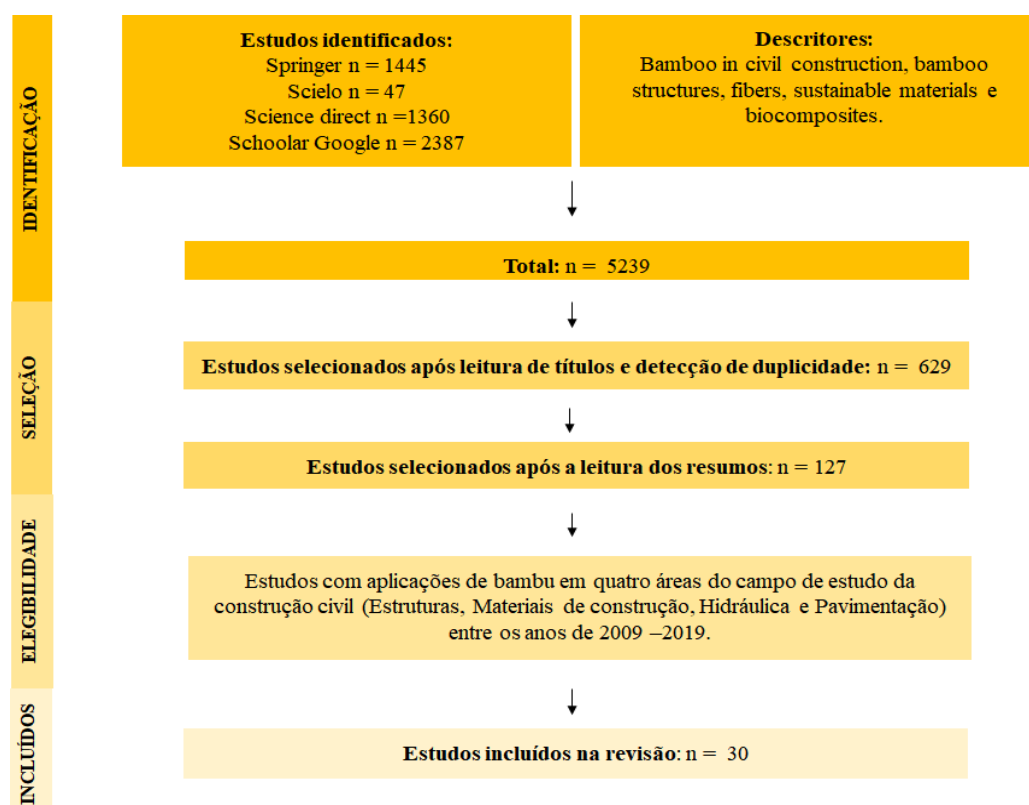 IDENTIFICAÇÃO
Estudos identificados:
Springer n = 1445
Scielo n = 47
Science direct n =1360
Schoolar Google n = 2387
Descritores:
Bamboo in civil construction, bamboo
structures, fibers, sustainable materials e
biocomposites.
Total: n = 5239
SELEÇÃO
Estudos selecionados após leitura de títulos e detecção de duplicidade: n = 629
Estudos selecionados após a leitura dos resumos: n = 127
ELEGIBILIDADE
Estudos com aplicações de bambu em quatro áreas do campo de estudo da
construção civil (Estruturas, Materiais de construção, Hidráulica e Pavimentação)
entre os anos de 2009 –2019.
INCLUÍDOS
Estudos incluídos na revisão: n = 30